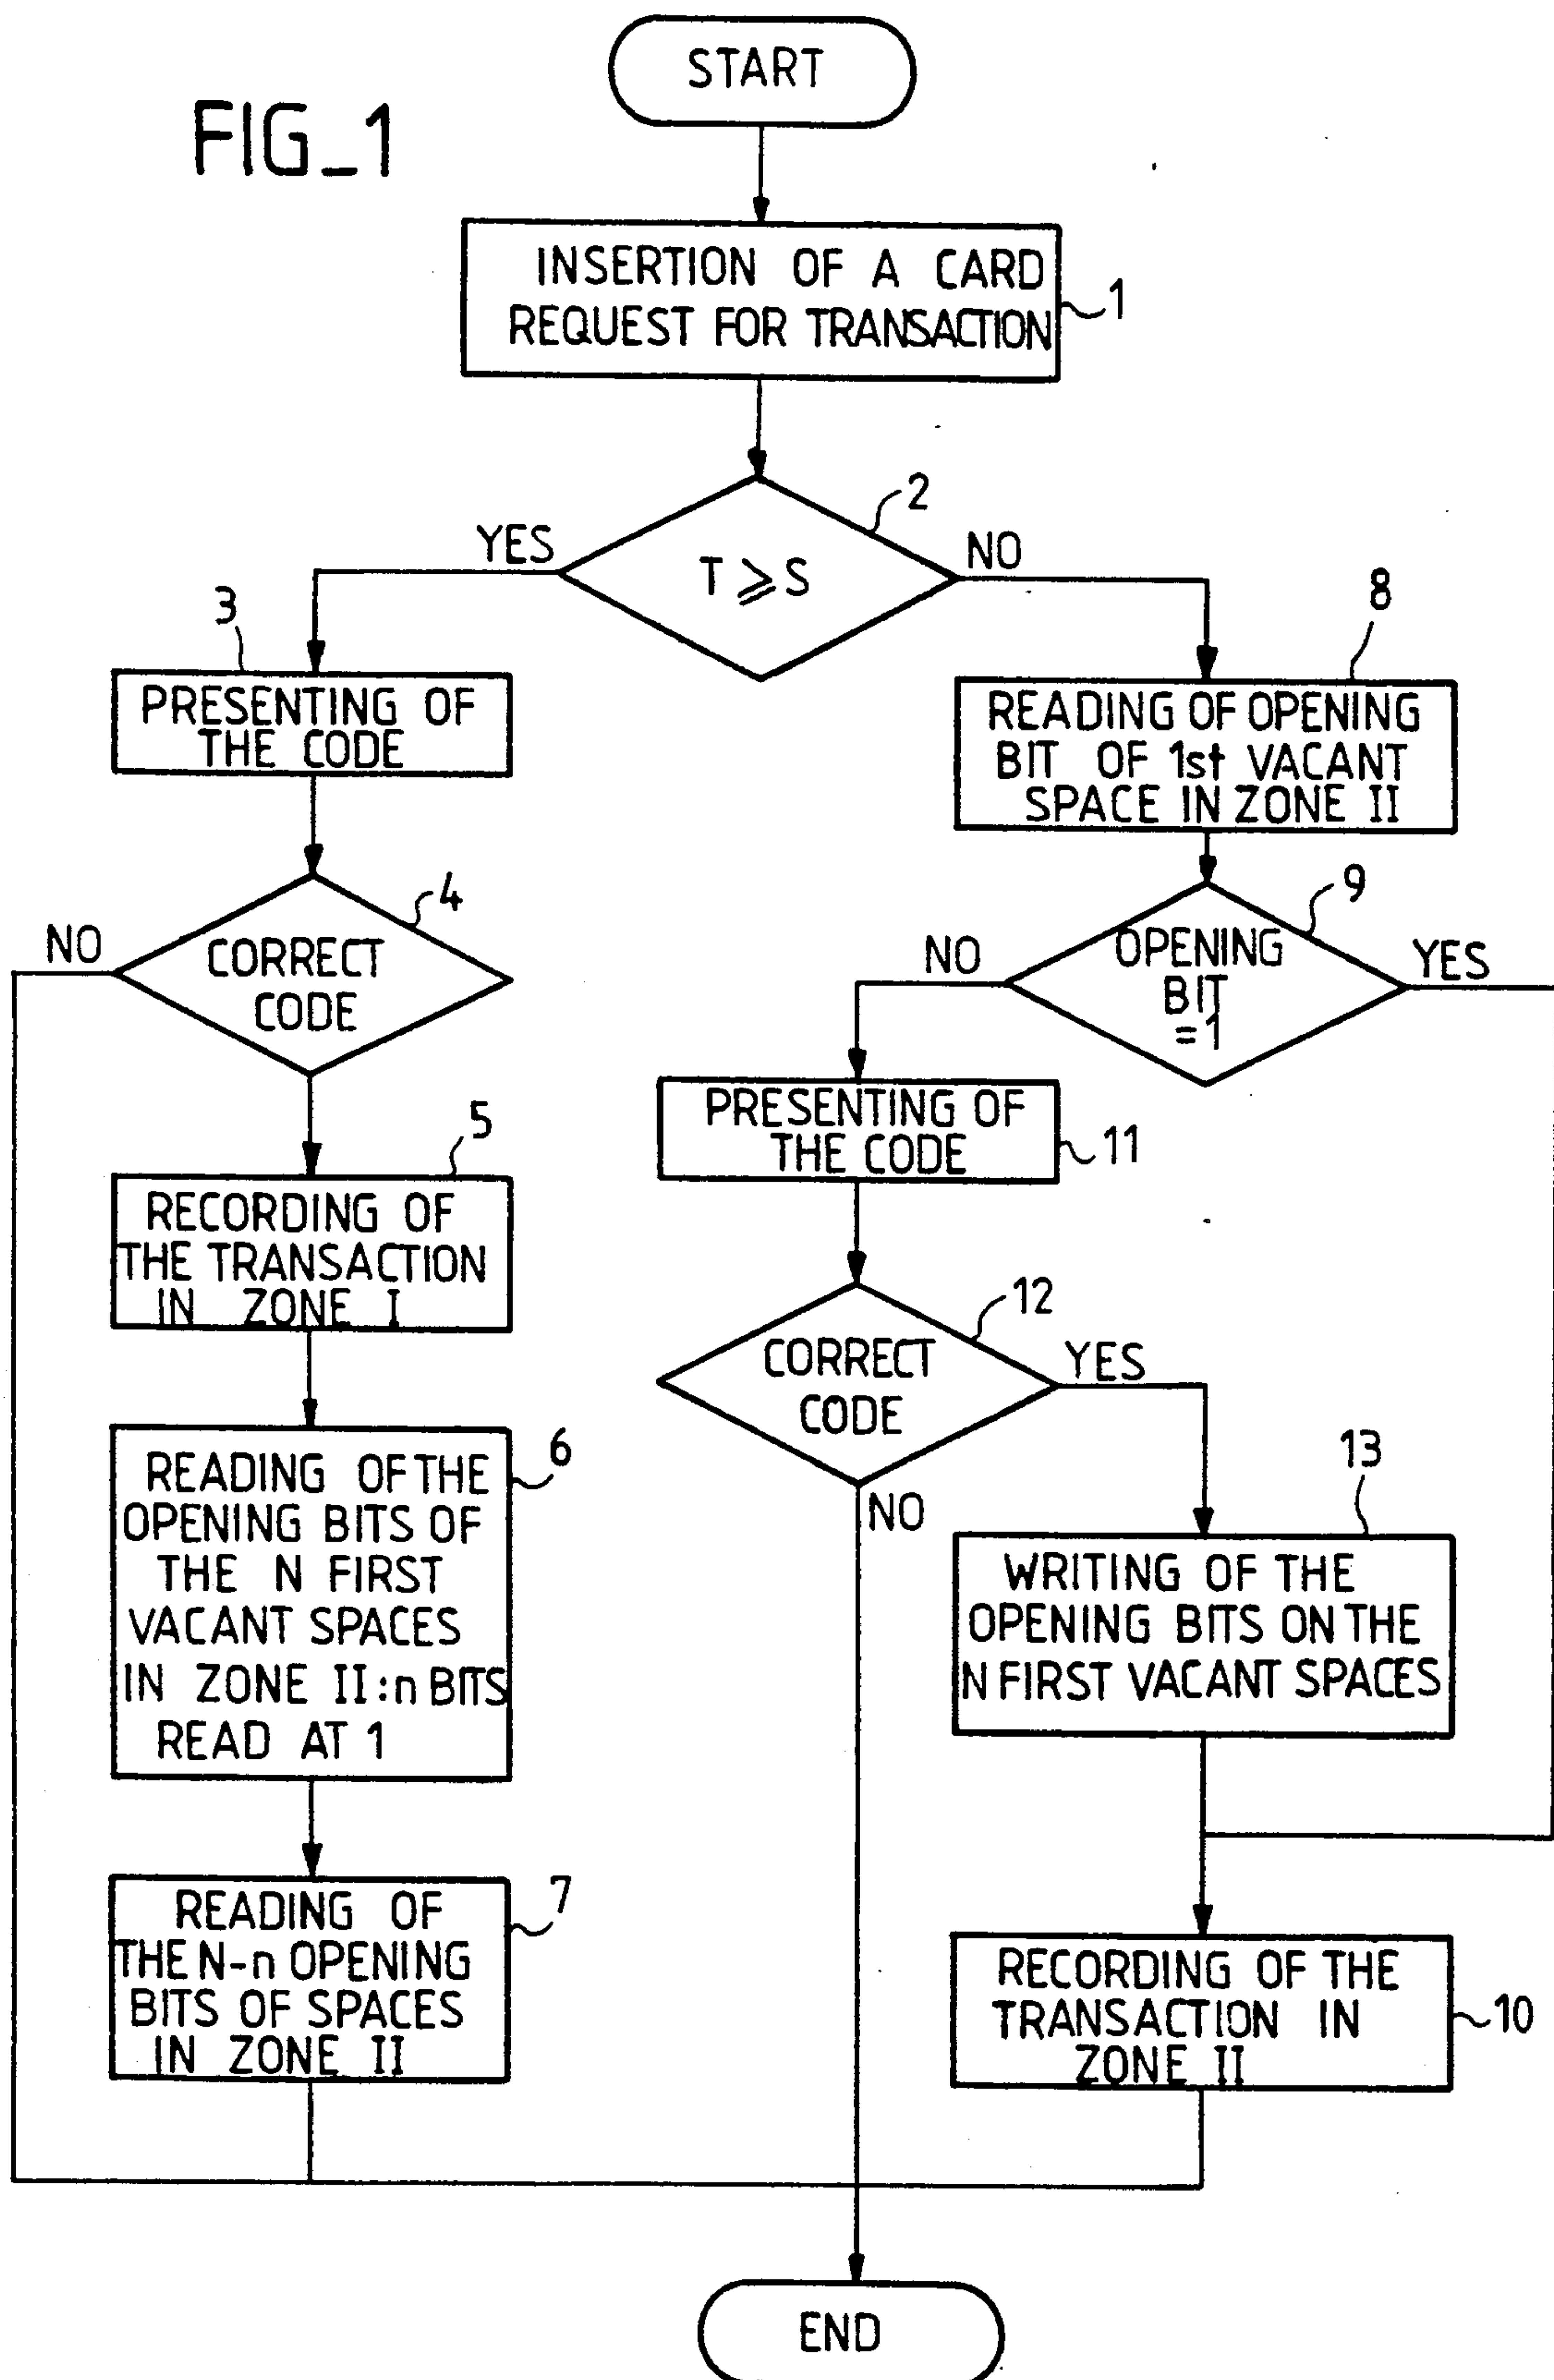 START
FIG_1
INSERTION OF A CARD
REQUEST FOR TRANSACTION
1
2
YES
T ⩾ S
NO
3
PRESENTING OF
THE CODE
8
READING OF OPENING
BIT OF 1st VACANT
SPACE IN ZONE II
4
NO
CORRECT
CODE
9
NO
OPENING
BIT
=1
YES
PRESENTING OF
THE CODE
11
5
RECORDING OF
THE TRANSACTION
IN ZONE I
12
CORRECT
CODE
YES
NO
6
READING OF THE
OPENING BITS OF
THE N FIRST
VACANT SPACES
IN ZONE II:n BITS
READ AT 1
13
WRITING OF THE
OPENING BITS ON THE
N FIRST VACANT SPACES
7
READING OF
THE N-n OPENING
BITS OF SPACES
IN ZONE II
RECORDING OF THE
TRANSACTION IN
ZONE II
10
END